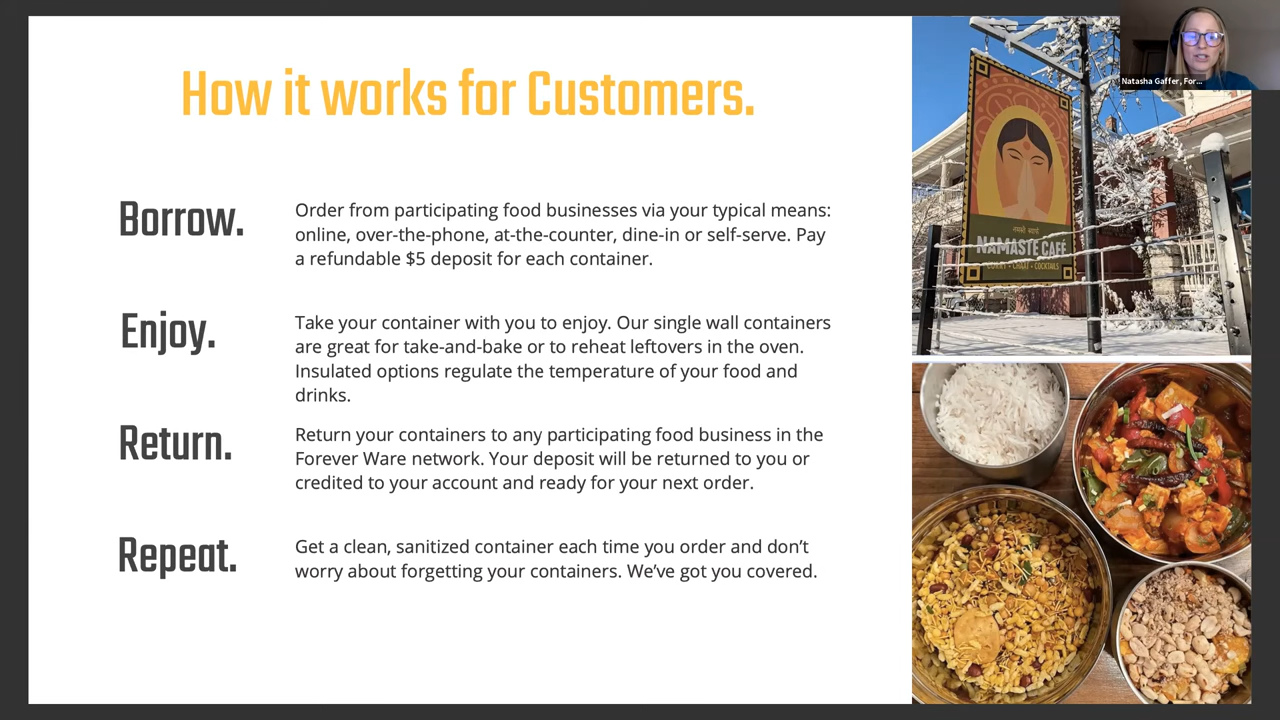 How it works for Customers.
Borrow.
Order from participating food businesses via your typical means:
online, over-the-phone, at-the-counter, dine-in or self-serve. Pay
a refundable $5 deposit for each container.
Enjoy.
Take your container with you to enjoy. Our single wall containers
are great for take-and-bake or to reheat leftovers in the oven.
Insulated options regulate the temperature of your food and
drinks.
Return.
Return your containers to any participating food business in the
Forever Ware network. Your deposit will be returned to you or
credited to your account and ready for your next order.
Repeat.
Get a clean, sanitized container each time you order and don’t
worry about forgetting your containers. We’ve got you covered.
Natasha Gaffer, For...
NAMASTE CAFÉ
CURRY • CHAAT • COCKTAILS